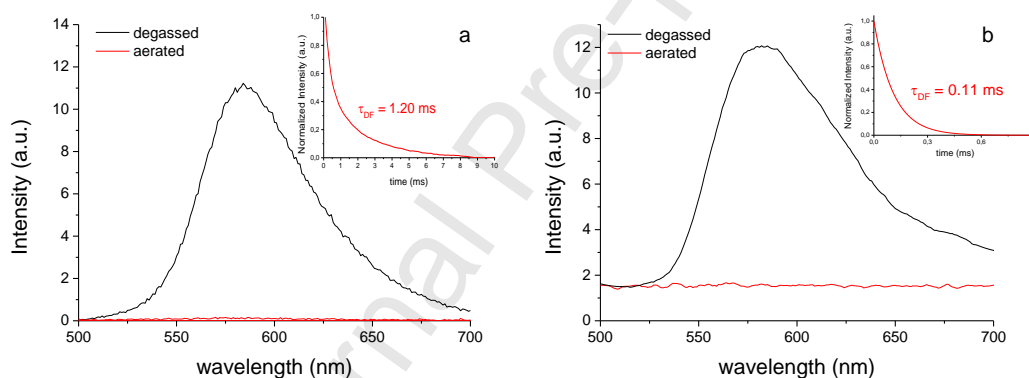 14
12
10
8
6
4
2
0
500 550 600 650 700
Intensity (a.u.)
wavelength (nm)
degassed
aerated
a
1,0
0,8
0,6
0,4
0,2
0,0
0 1 2 3 4 5 6 7 8 9 10
Normalized Intensity (a.u.)
time (ms)
τDF = 1.20 ms
12
10
8
6
4
2
0
500 550 600 650 700
Intensity (a.u.)
wavelength (nm)
degassed
aerated
b
1,0
0,8
0,6
0,4
0,2
0,0
0,0 0,3 0,6
Normalized Intensity (a.u.)
time (ms)
τDF = 0.11 ms
rnal Pre-